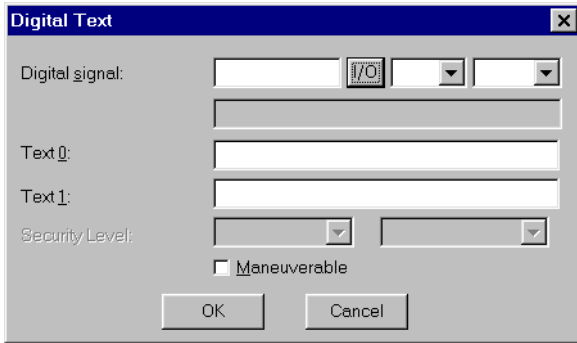 Digital Text
Digital signal: I/O
Text 0:
Text 1:
Security Level:
Maneuverable
OK Cancel